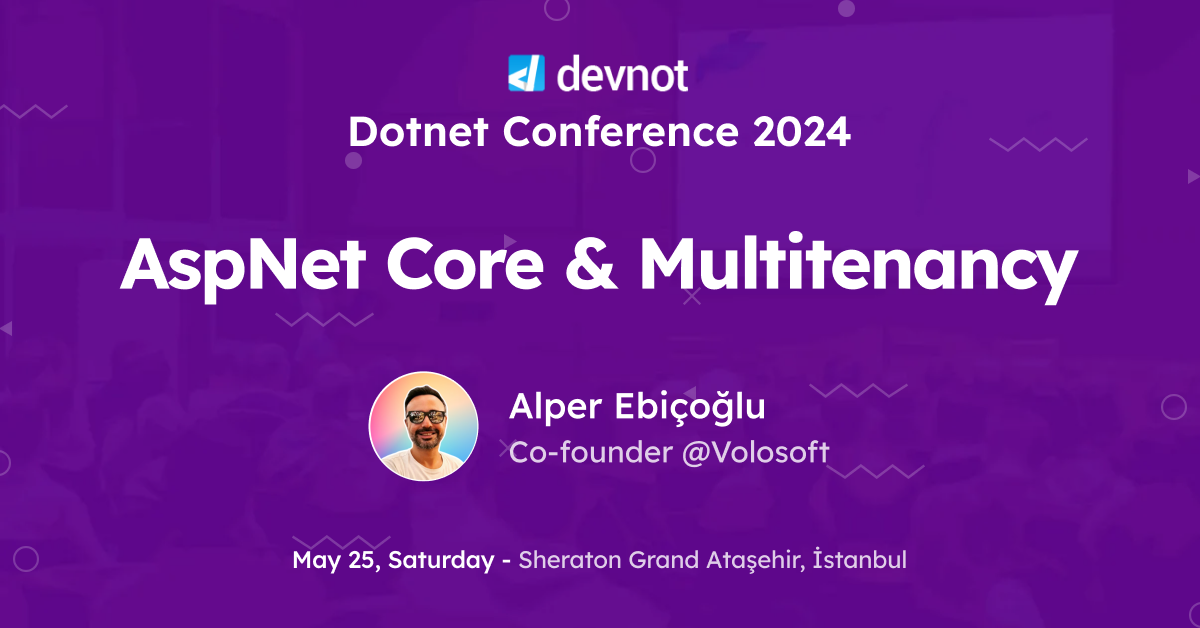 devnot
Dotnet Conference 2024
AspNet Core & Multitenancy
Alper Ebiçoğlu
Co-founder @Volosoft
May 25, Saturday - Sheraton Grand Ataşehir, İstanbul